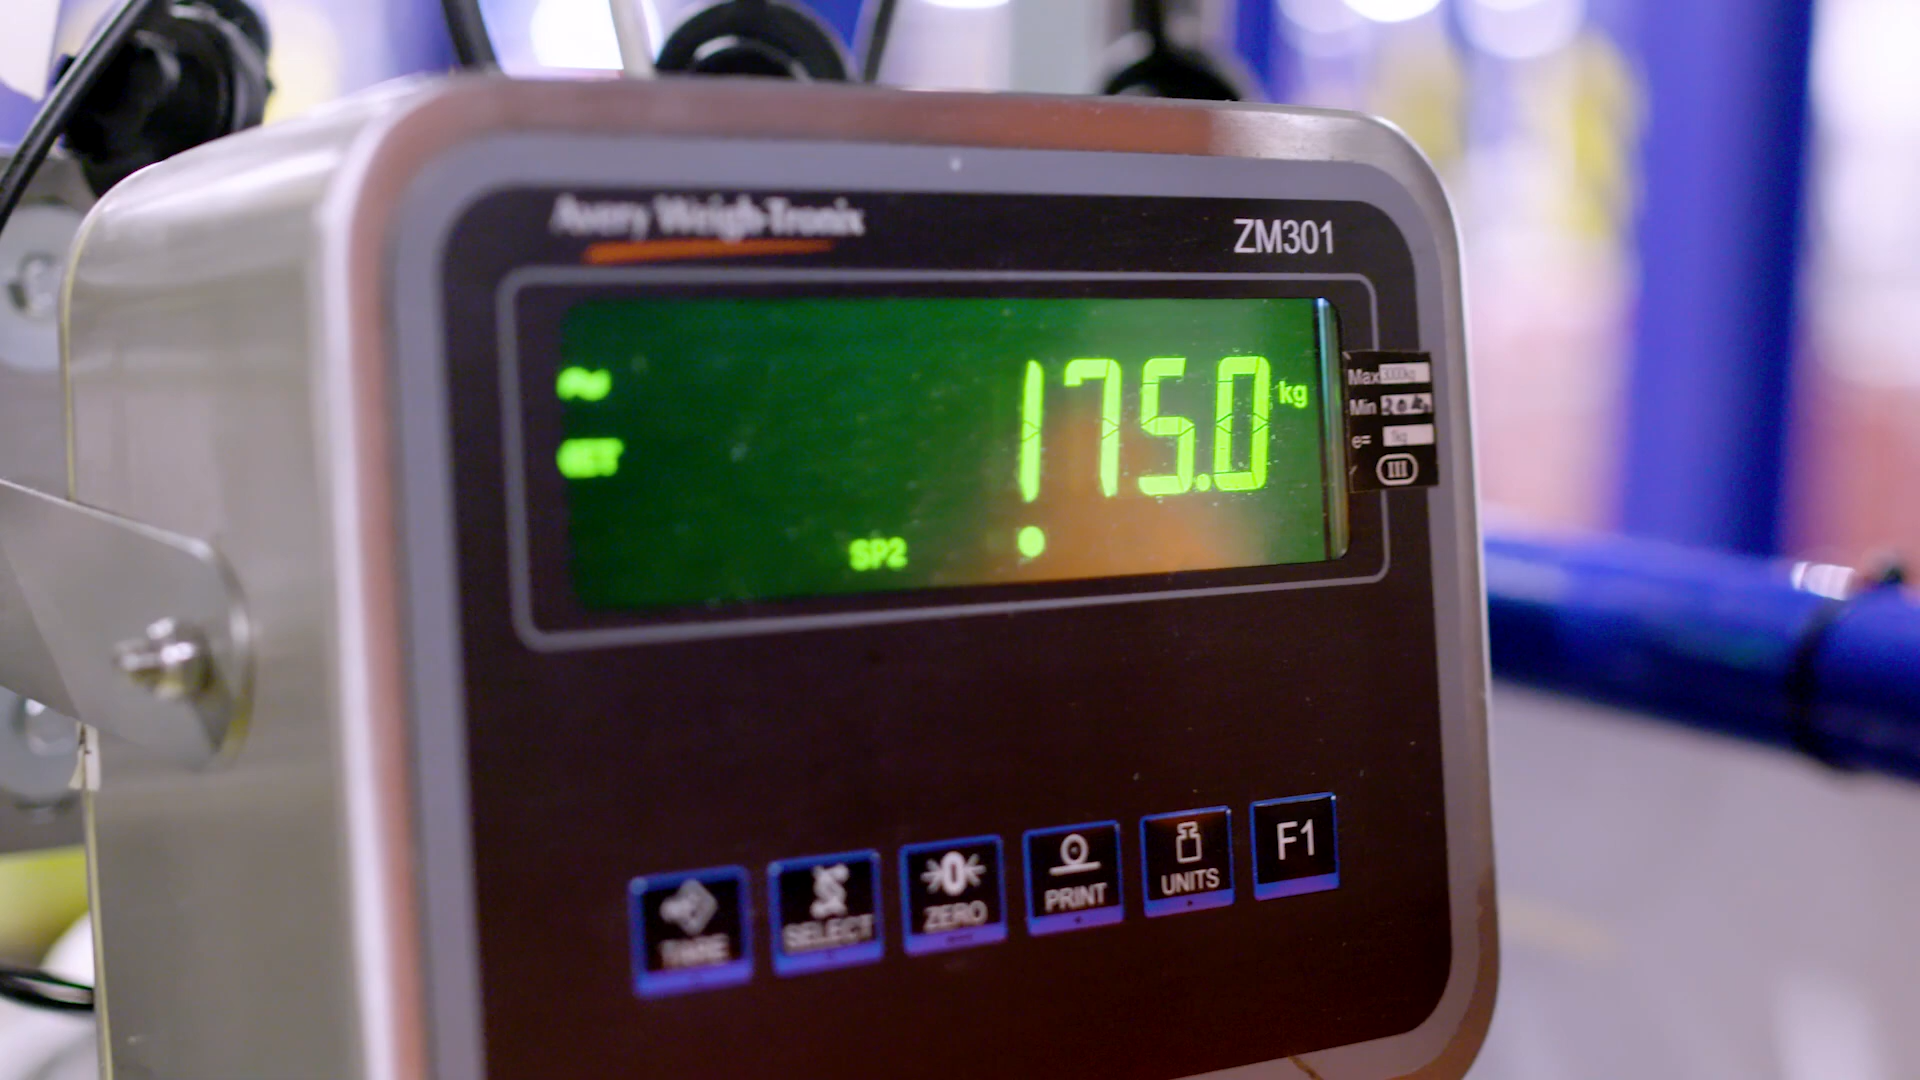 Avery Weigh-Tronix
ZM301
175.0 kg
SP2
Max
Min
e=
III
TARE
SELECT
ZERO
PRINT
UNITS
F1